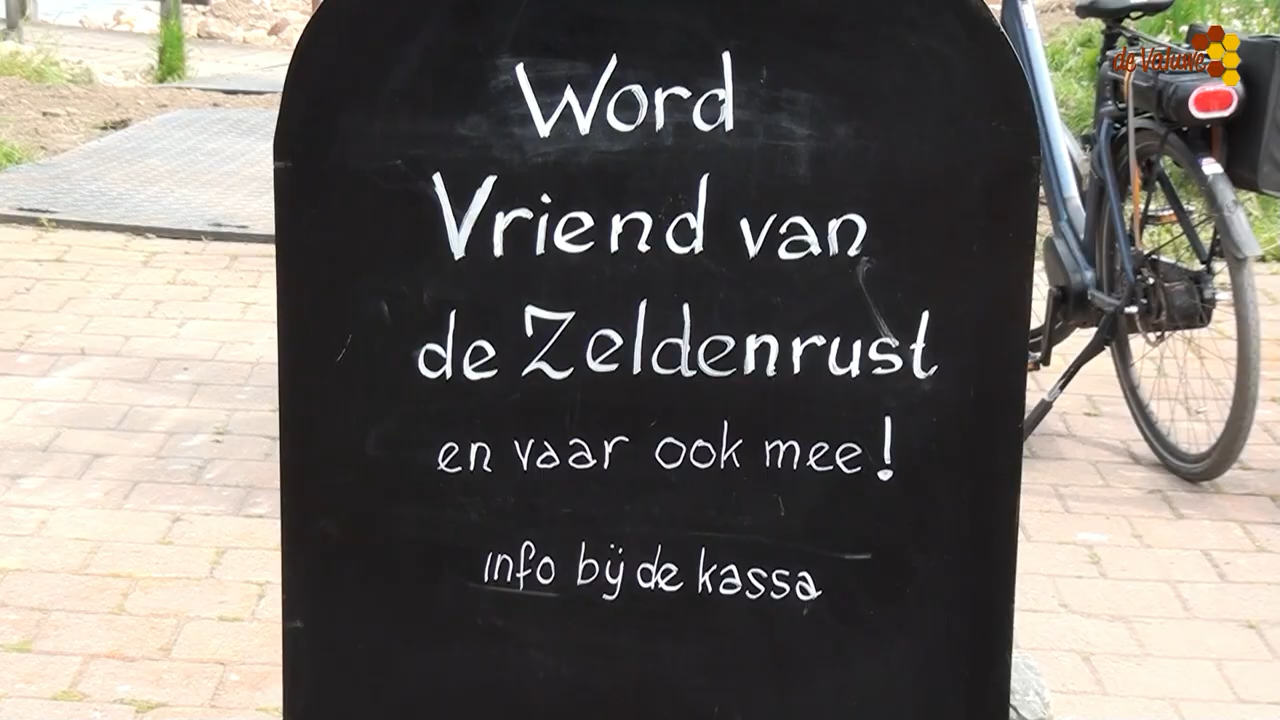 de Valuwe
Word
Vriend van
de Zeldenrust
en vaar ook mee!
info bij de kassa